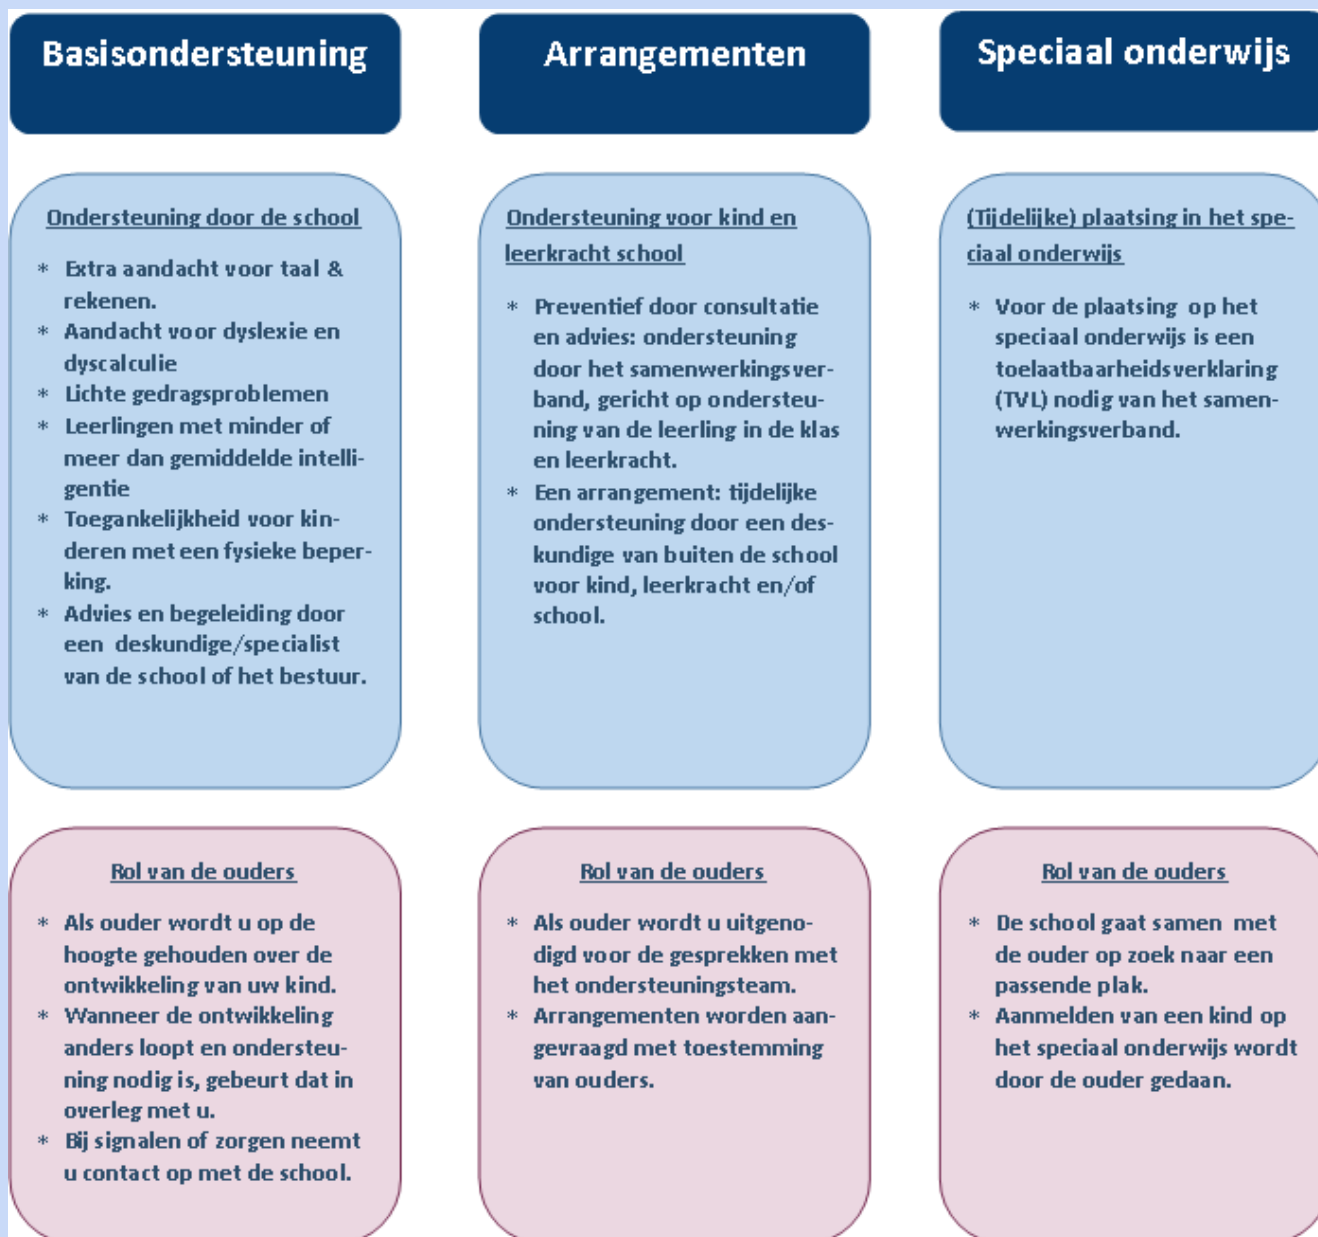 Basisondersteuning
Ondersteuning door de school
* Extra aandacht voor taal &
rekenen.
* Aandacht voor dyslexie en
dyscalculie
* Lichte gedragsproblemen
* Leerlingen met minder of
meer dan gemiddelde intelli-
gentie
* Toegankelijkheid voor kin-
deren met een fysieke beper-
king.
* Advies en begeleiding door
een deskundige/specialist
van de school of het bestuur.
Rol van de ouders
* Als ouder wordt u op de
hoogte gehouden over de
ontwikkeling van uw kind.
* Wanneer de ontwikkeling
anders loopt en ondersteu-
ning nodig is, gebeurt dat in
overleg met u.
* Bij signalen of zorgen neemt
u contact op met de school.
Arrangementen
Ondersteuning voor kind en
leerkracht school
* Preventief door consultatie
en advies: ondersteuning
door het samenwerkingsver-
band, gericht op ondersteu-
ning van de leerling in de klas
en leerkracht.
* Een arrangement: tijdelijke
ondersteuning door een des-
kundige van buiten de school
voor kind, leerkracht en/of
school.
Rol van de ouders
* Als ouder wordt u uitgeno-
digd voor de gesprekken met
het ondersteuningsteam.
* Arrangementen worden aan-
gevraagd met toestemming
van ouders.
Speciaal onderwijs
(Tijdelijke) plaatsing in het spe-
ciaal onderwijs
* Voor de plaatsing op het
speciaal onderwijs is een
toelaatbaarheidsverklaring
(TVL) nodig van het samen-
werkingsverband.
Rol van de ouders
* De school gaat samen met
de ouder op zoek naar een
passende plak.
* Aanmelden van een kind op
het speciaal onderwijs wordt
door de ouder gedaan.